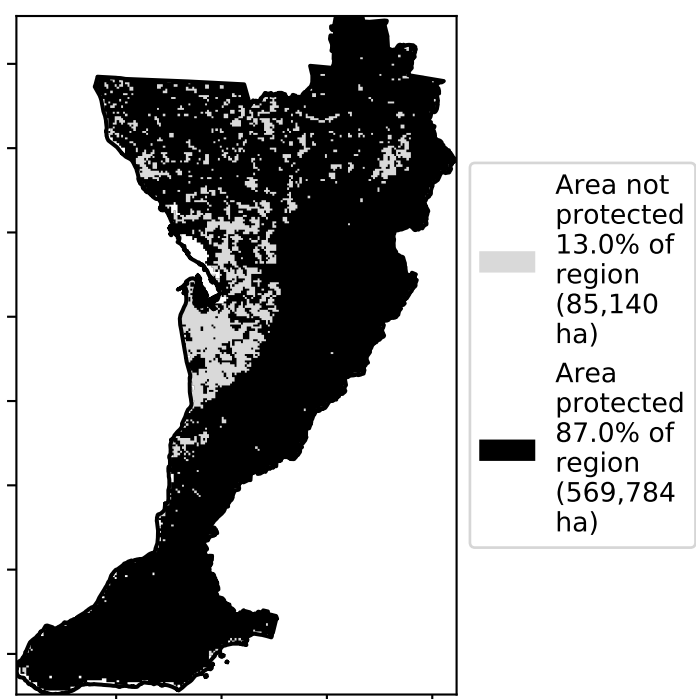 Area not
protected
13.0% of
region
(85,140
ha)
Area
protected
87.0% of
region
(569,784
ha)